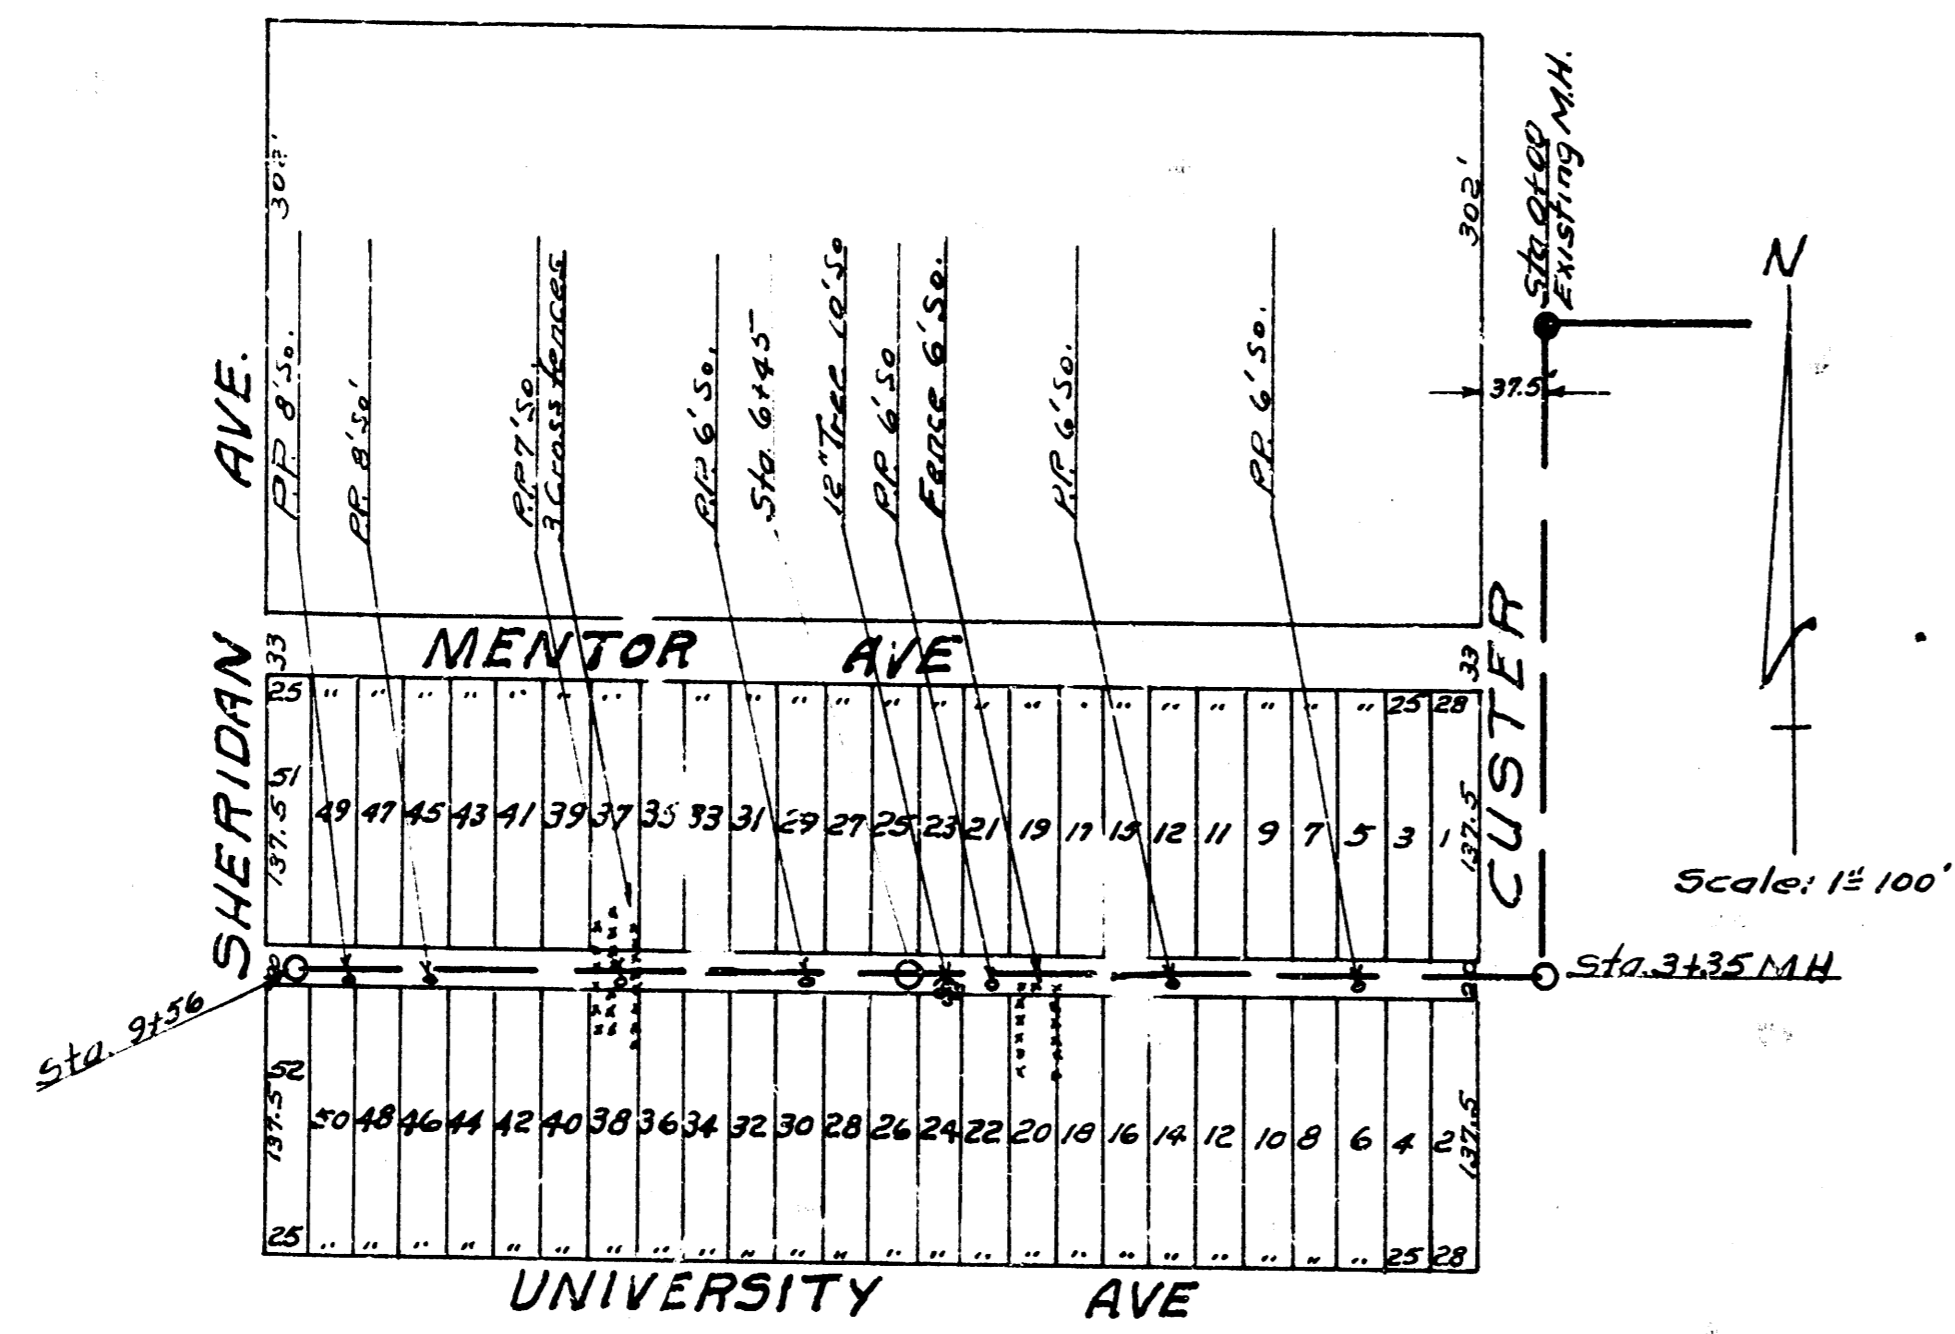 302'
302'
Sta 0+00
Existing M.H.
N
37.5'
P.P. 8'So.
P.P. 8'So'
P.P. 7'So.
3 Cross fences
P.P. 6'So.
Sta. 6+45
12" Tree 10'So
P.P. 6'So
Fence 6'So.
P.P. 6'So.
P.P. 6'So.
SHERIDAN AVE.
33
MENTOR AVE
33
CUSTER
25 " " " " " " " " " " " " " " " " " " " " " " 25 28
137.5 51 49 47 45 43 41 39 37 35 33 31 29 27 25 23 21 19 17 15 12 11 9 7 5 3 1 137.5
Scale: 1"=100'
20
Sta. 3+35 MH
Sta. 9+56
52
137.5 50 48 46 44 42 40 38 36 34 32 30 28 26 24 22 20 18 16 14 12 10 8 6 4 2 137.5
25 " " " " " " " " " " " " " " " " " " " " " " " 25 28
UNIVERSITY AVE